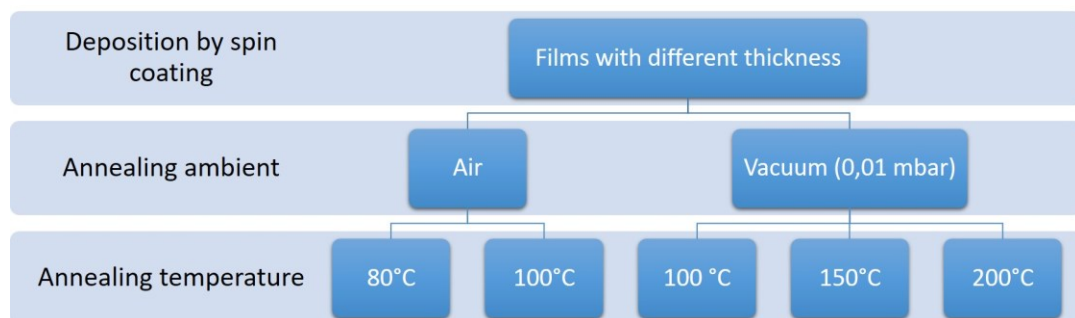 Deposition by spin
coating
Films with different thickness
Annealing ambient
Air
Vacuum (0,01 mbar)
Annealing temperature
80°C
100°C
100 °C
150°C
200°C